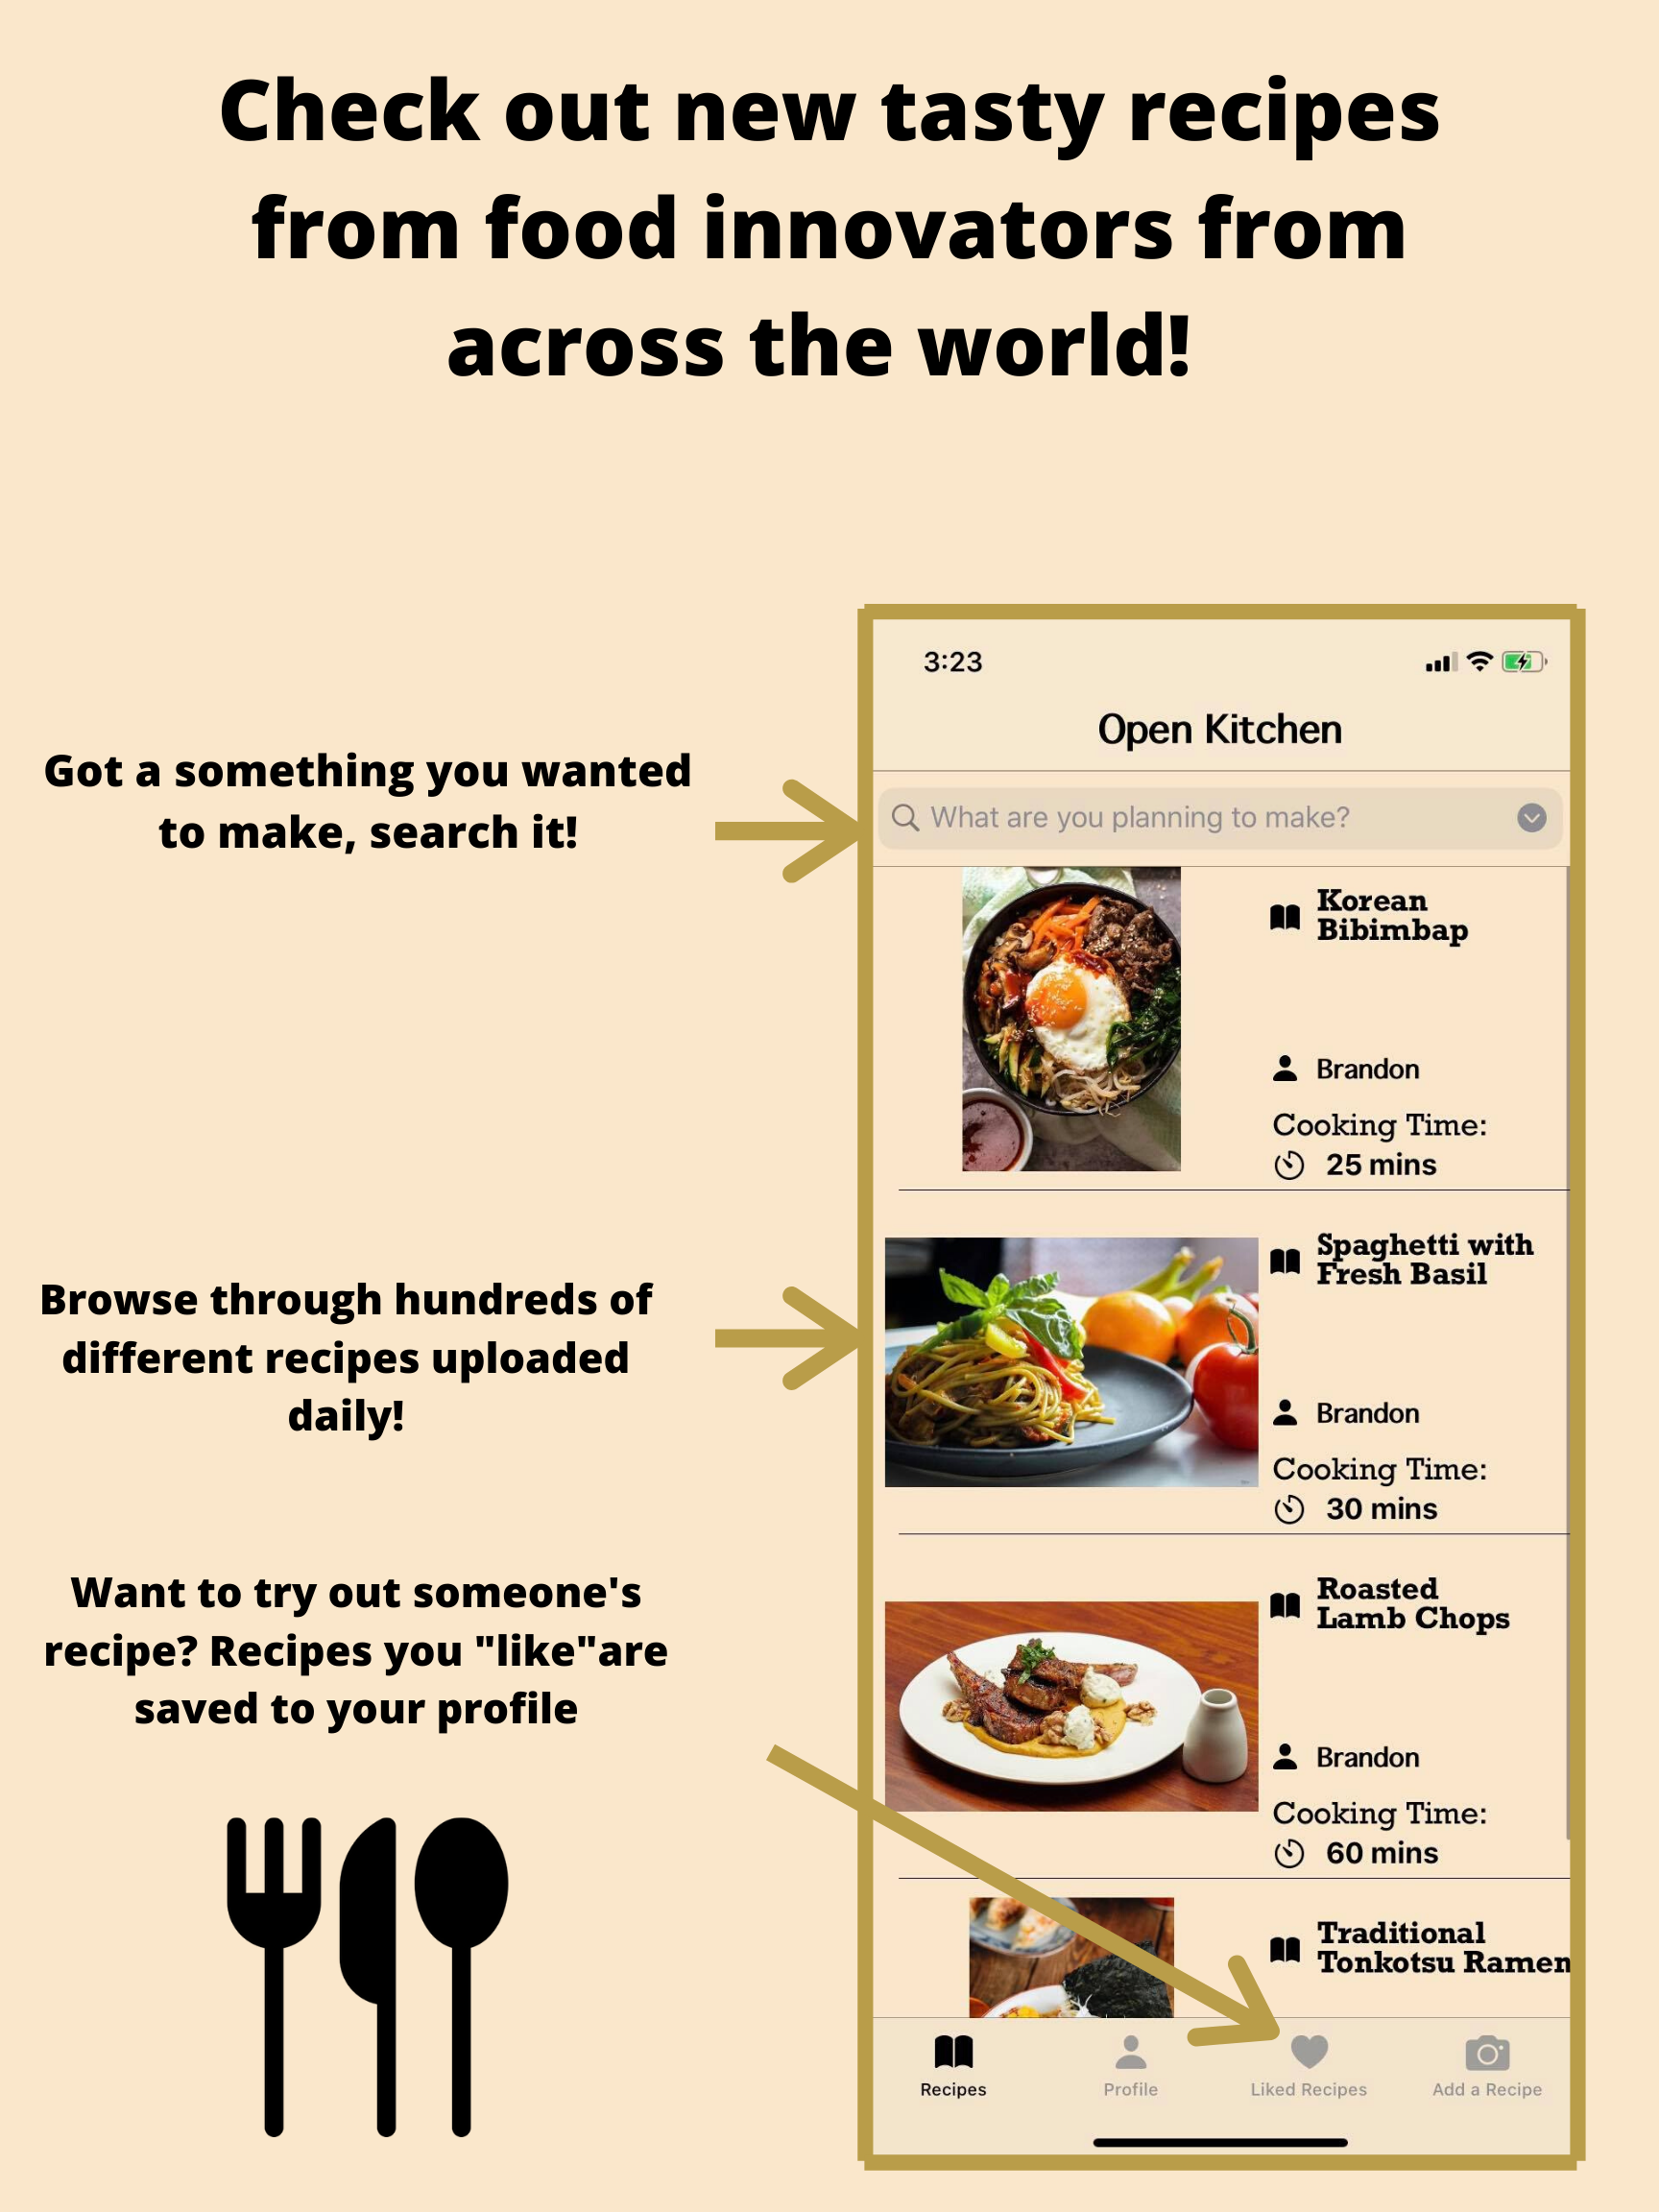 Check out new tasty recipes
from food innovators from
across the world!
Got a something you wanted
to make, search it!
Browse through hundreds of
different recipes uploaded
daily!
Want to try out someone's
recipe? Recipes you "like"are
saved to your profile
3:23
Open Kitchen
What are you planning to make?
Korean
Bibimbap
Brandon
Cooking Time:
25 mins
Spaghetti with
Fresh Basil
Brandon
Cooking Time:
30 mins
Roasted
Lamb Chops
Brandon
Cooking Time:
60 mins
Traditional
Tonkotsu Ramen
Recipes
Profile
Liked Recipes
Add a Recipe